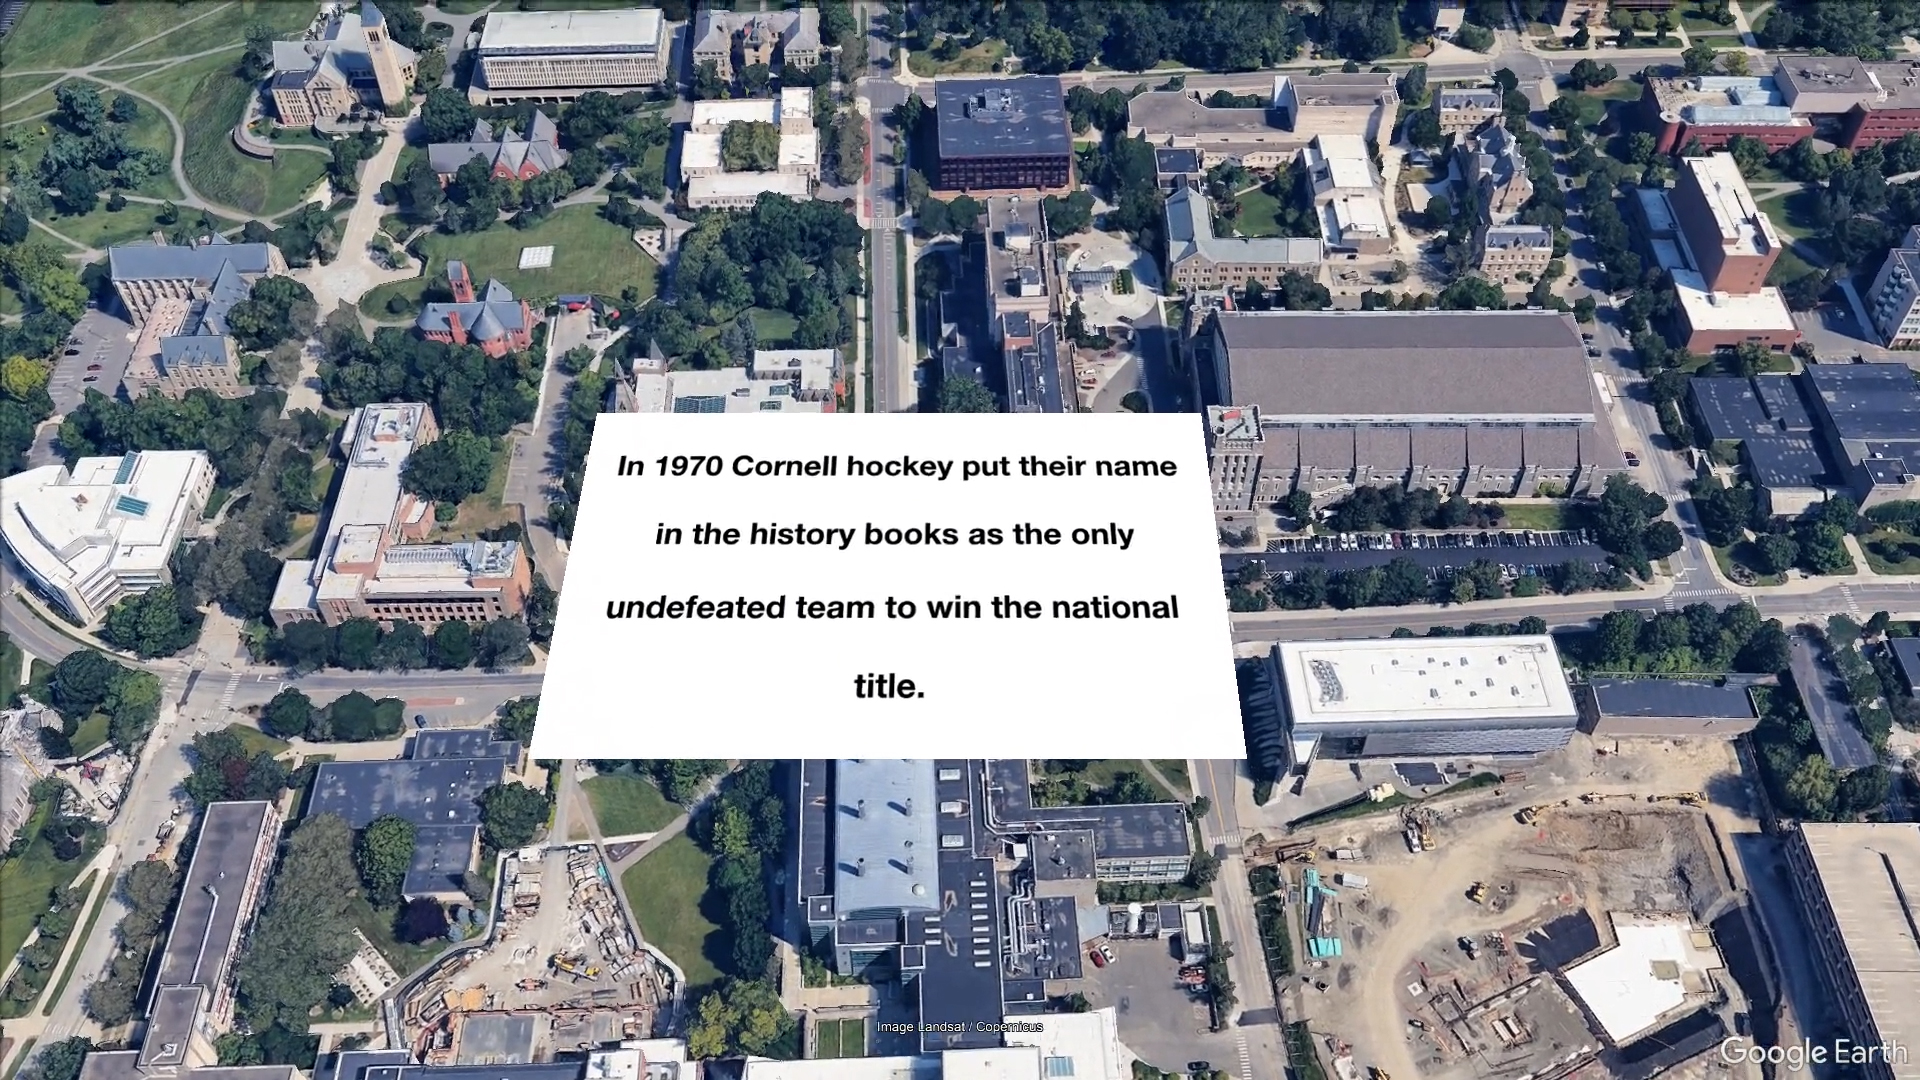 In 1970 Cornell hockey put their name
in the history books as the only
undefeated team to win the national
title.
Image Landsat / Copernicus
Google Earth